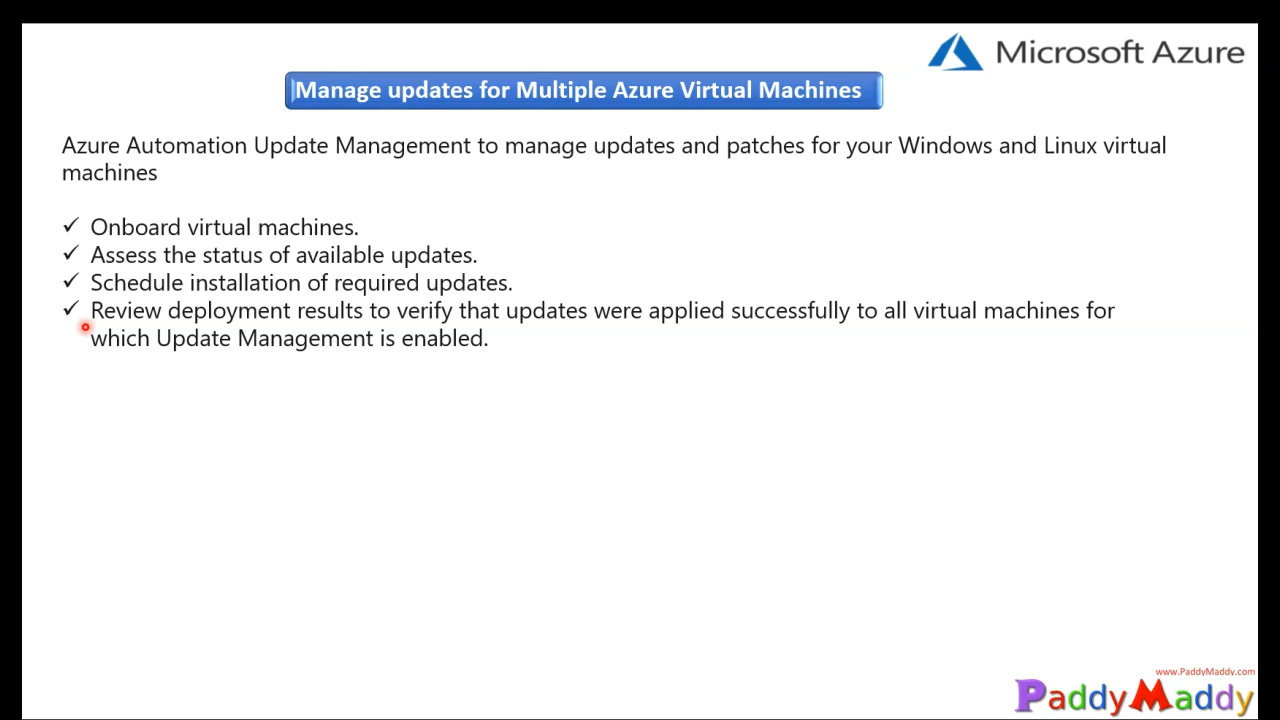 Microsoft Azure
Manage updates for Multiple Azure Virtual Machines
Azure Automation Update Management to manage updates and patches for your Windows and Linux virtual
machines
✓ Onboard virtual machines.
✓ Assess the status of available updates.
✓ Schedule installation of required updates.
✓ Review deployment results to verify that updates were applied successfully to all virtual machines for
which Update Management is enabled.
www.PaddyMaddy.com
PaddyMaddy